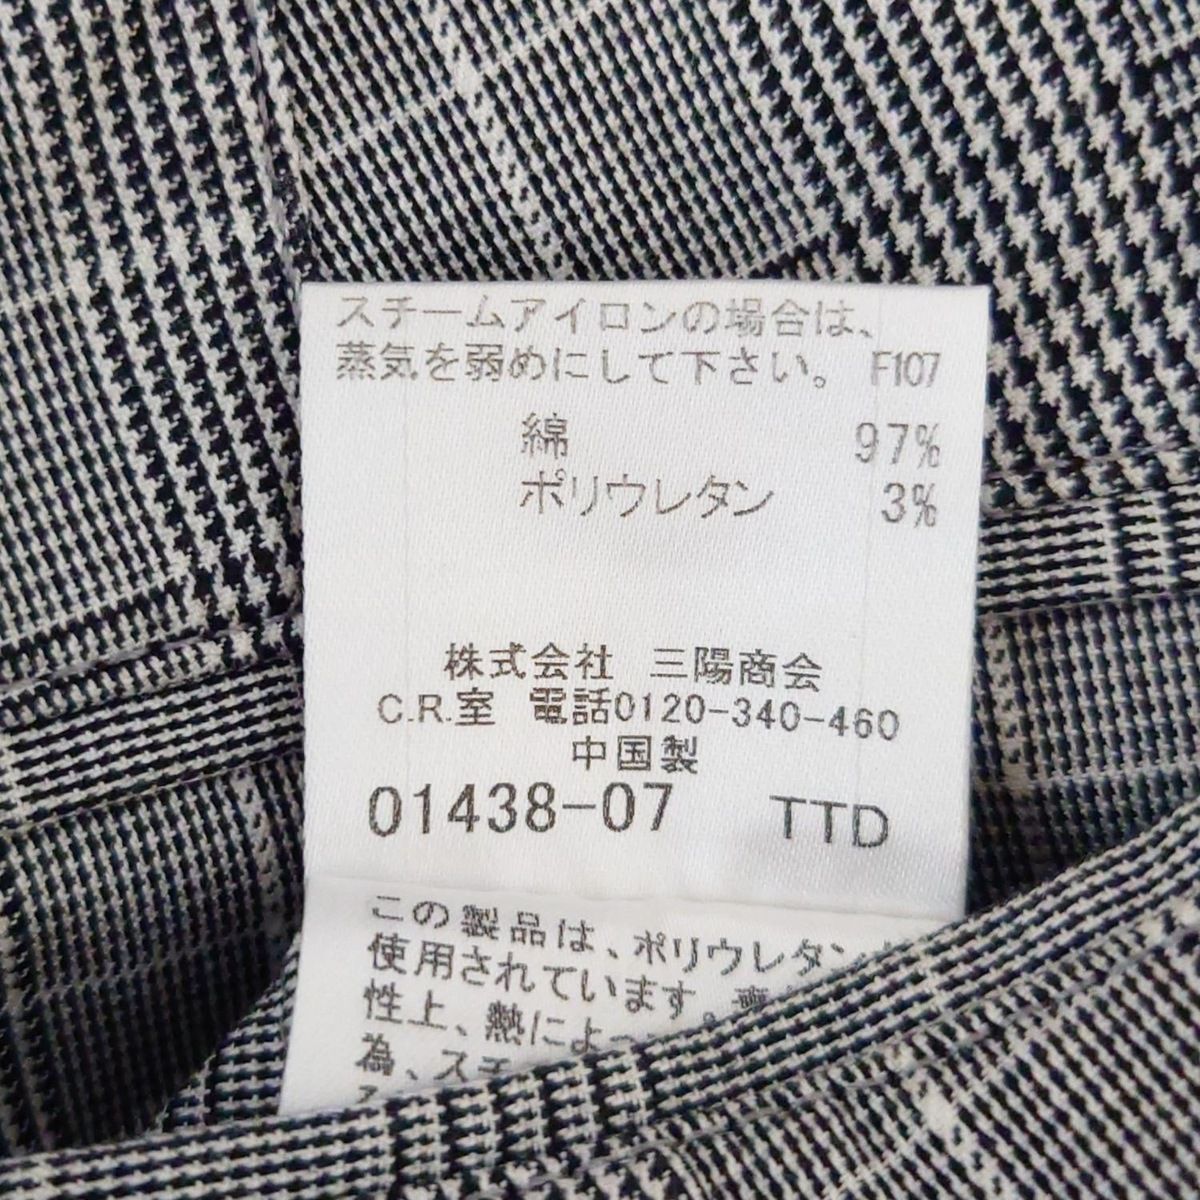 スチームアイロンの場合は、
蒸気を弱めにして下さい。 F107
綿 97%
ポリウレタン 3%
株式会社 三陽商会
C.R.室 電話0120-340-460
中国製
01438-07 TTD
この製品は、ポリウレタン
使用されています。
性上、熱によっ
為、スチ